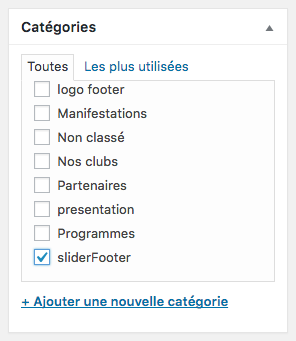 Catégories
Toutes Les plus utilisées
logo footer
Manifestations
Non classé
Nos clubs
Partenaires
presentation
Programmes
sliderFooter
+ Ajouter une nouvelle catégorie